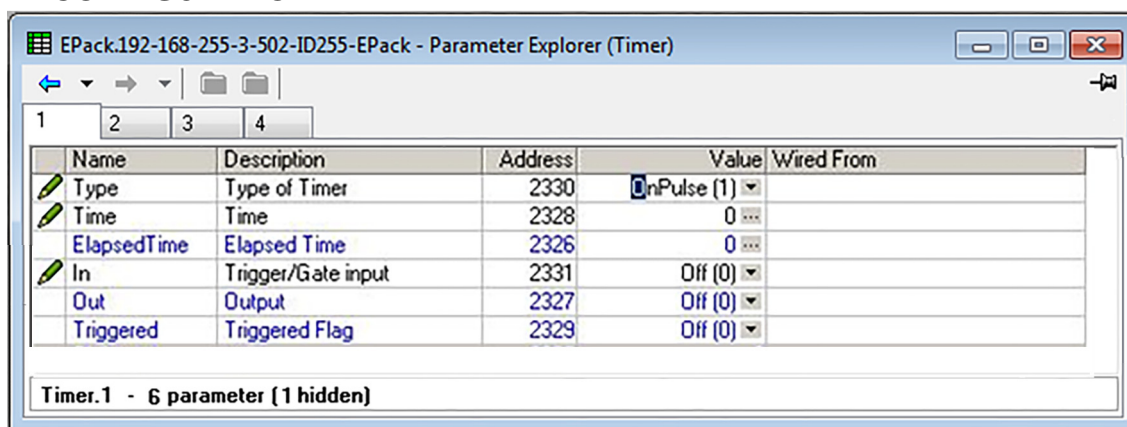 EPack.192-168-255-3-502-ID255-EPack - Parameter Explorer (Timer)
1 2 3 4
Name Description Address Value Wired From
Type Type of Timer 2330 OnPulse (1)
Time Time 2328 0 ...
ElapsedTime Elapsed Time 2326 0 ...
In Trigger/Gate input 2331 Off (0)
Out Output 2327 Off (0)
Triggered Triggered Flag 2329 Off (0)
Timer.1 - 6 parameter (1 hidden)